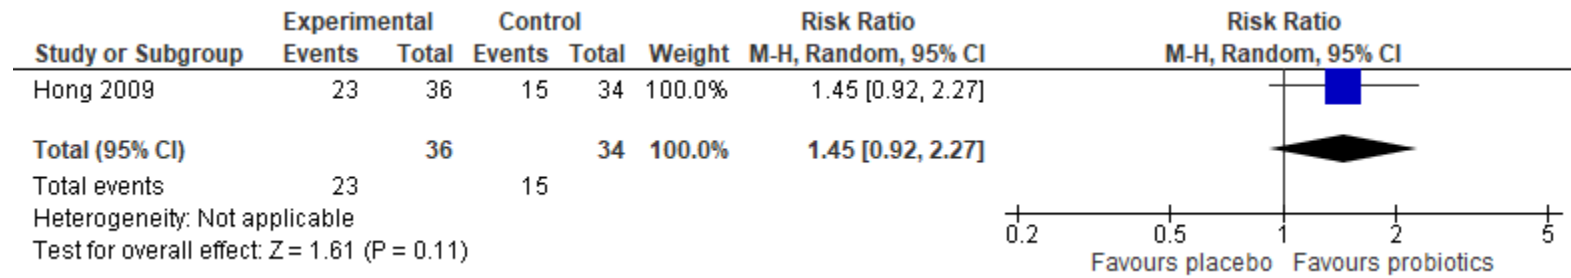 Experimental Control Risk Ratio Risk Ratio
Study or Subgroup Events Total Events Total Weight M-H, Random, 95% CI M-H, Random, 95% CI
Hong 2009 23 36 15 34 100.0% 1.45 [0.92, 2.27]
Total (95% CI) 36 34 100.0% 1.45 [0.92, 2.27]
Total events 23 15
Heterogeneity: Not applicable
Test for overall effect: Z = 1.61 (P = 0.11)
0.2 0.5 1 2 5
Favours placebo Favours probiotics